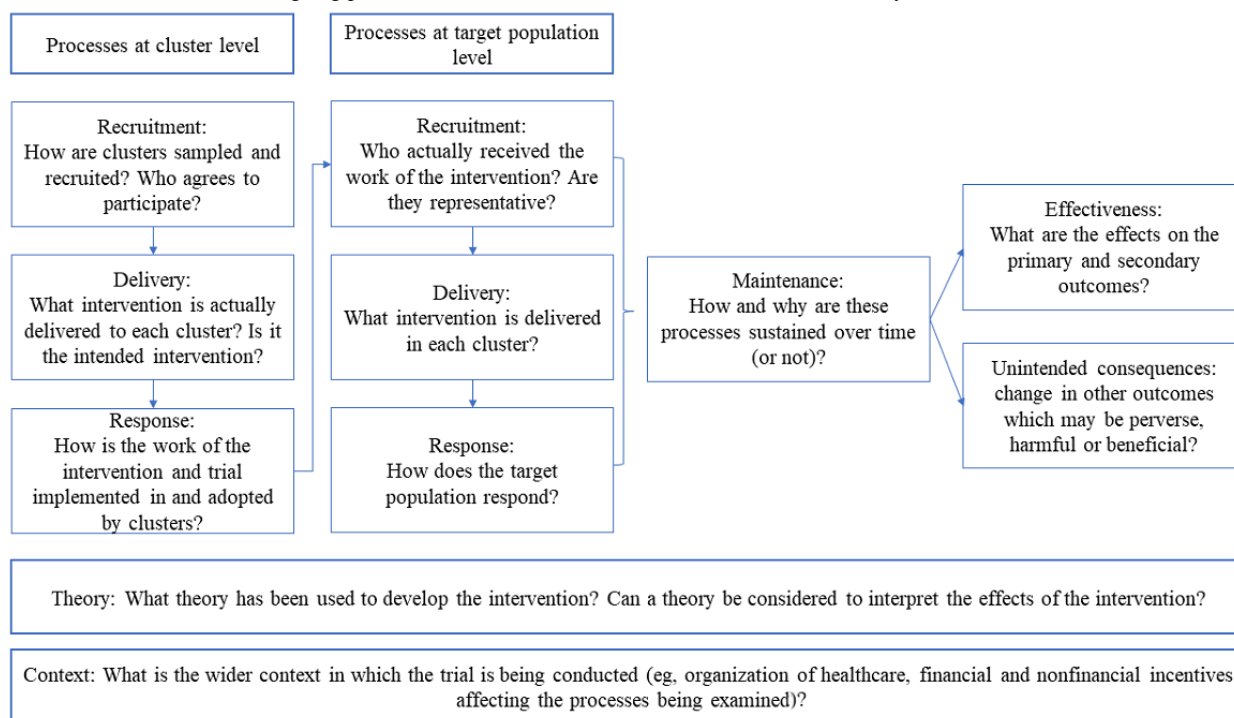 Processes at cluster level
Processes at target population
level
Recruitment:
How are clusters sampled and
recruited? Who agrees to
participate?
Delivery:
What intervention is actually
delivered to each cluster? Is it
the intended intervention?
Response:
How is the work of the
intervention and trial
implemented in and adopted
by clusters?
Recruitment:
Who actually received the
work of the intervention? Are
they representative?
Delivery:
What intervention is delivered
in each cluster?
Response:
How does the target
population respond?
Maintenance:
How and why are these
processes sustained over time
(or not)?
Effectiveness:
What are the effects on the
primary and secondary
outcomes?
Unintended consequences:
change in other outcomes
which may be perverse,
harmful or beneficial?
Theory: What theory has been used to develop the intervention? Can a theory be considered to interpret the effects of the intervention?
Context: What is the wider context in which the trial is being conducted (eg, organization of healthcare, financial and nonfinancial incentives
affecting the processes being examined)?